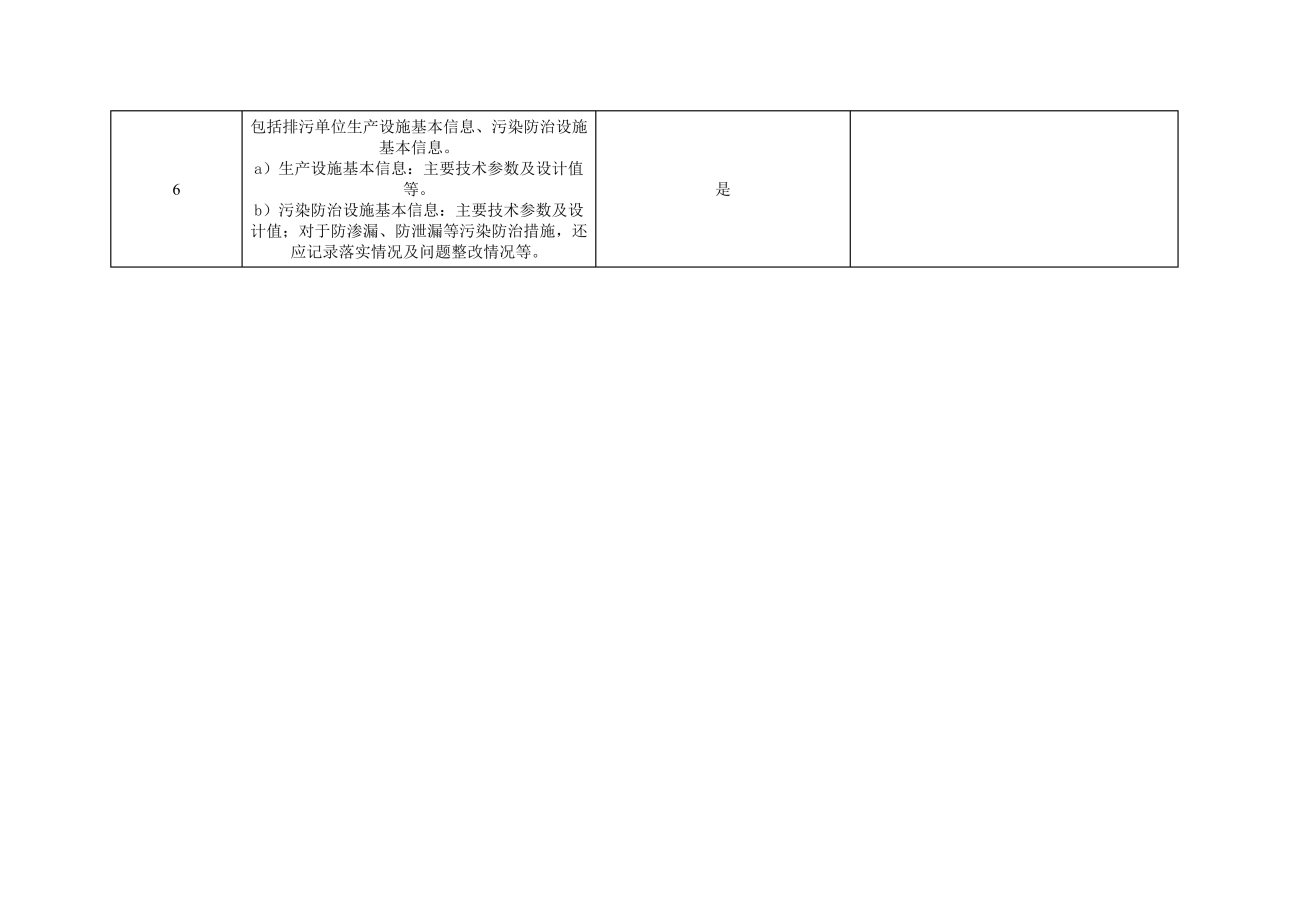 6
包括排污单位生产设施基本信息、污染防治设施
基本信息。
a）生产设施基本信息：主要技术参数及设计值
等。
b）污染防治设施基本信息：主要技术参数及设
计值；对于防渗漏、防泄漏等污染防治措施，还
应记录落实情况及问题整改情况等。
是